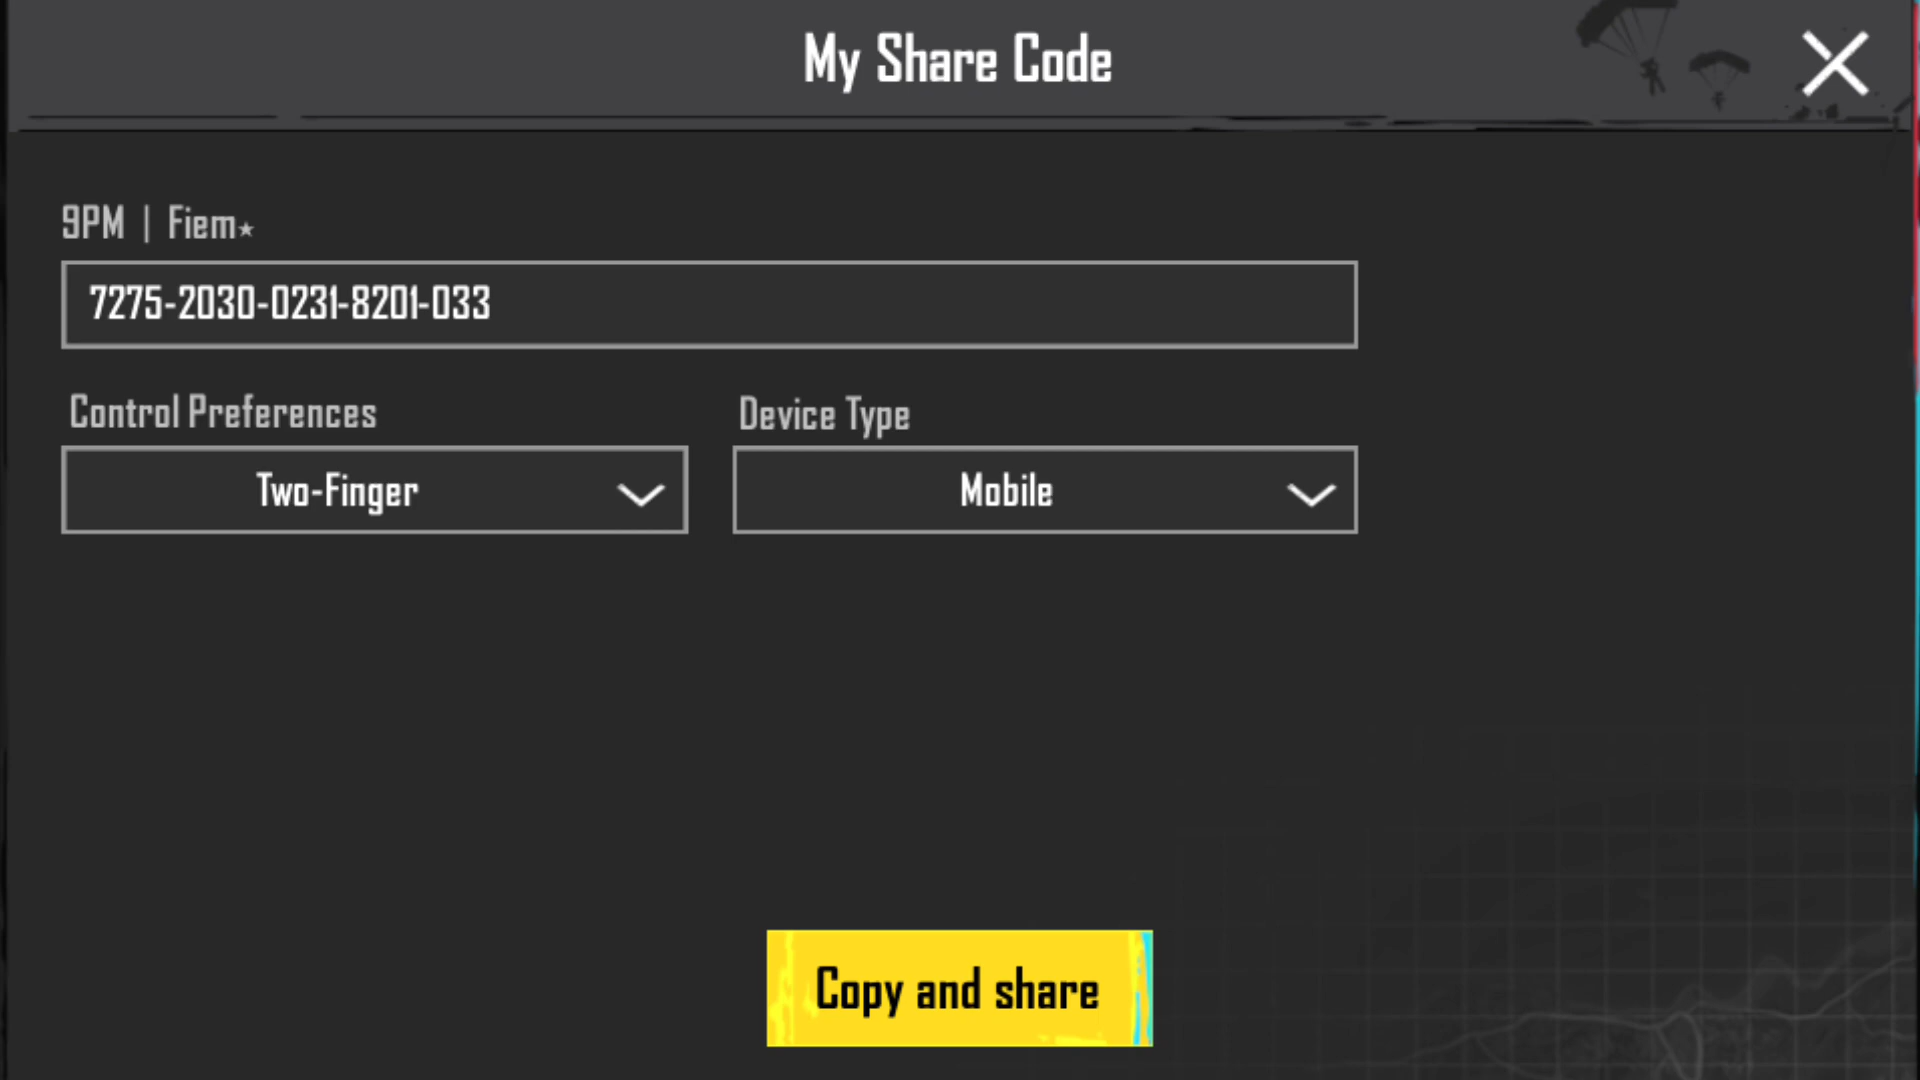 My Share Code
9PM | Fiem★
7275-2030-0231-8201-033
Control Preferences
Device Type
Two-Finger
Mobile
Copy and share